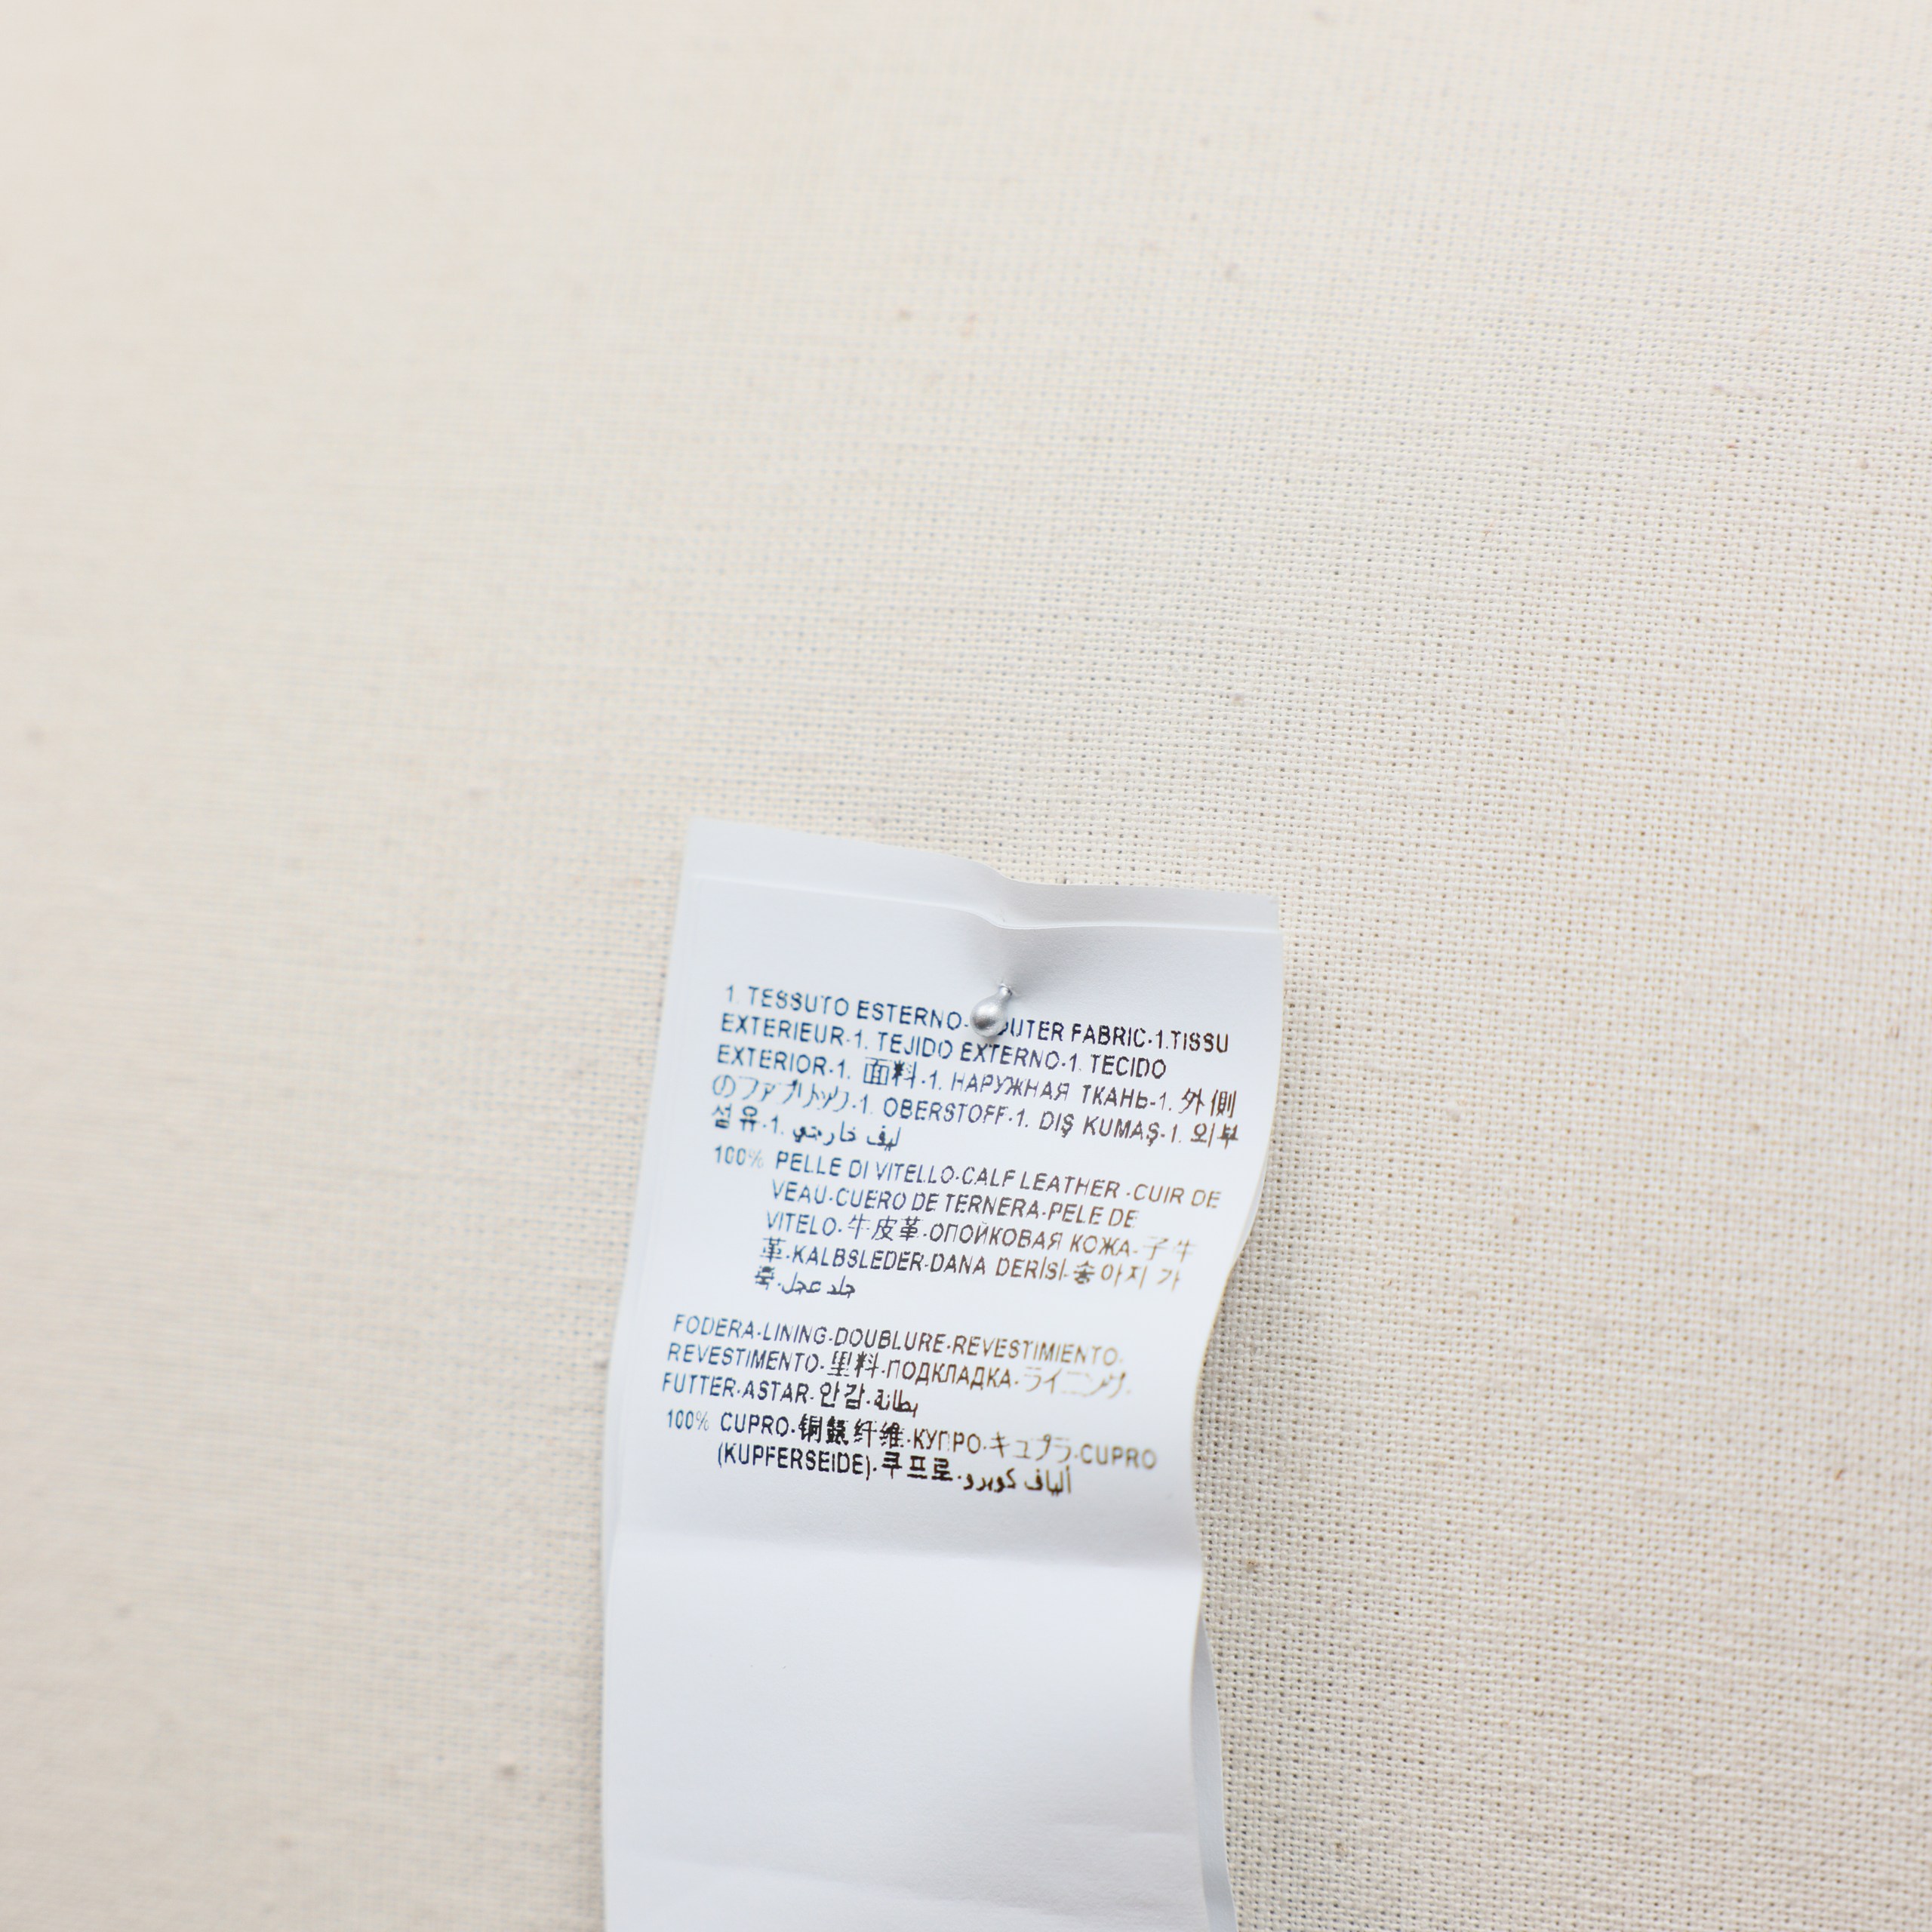 1. TESSUTO ESTERNO- OUTER FABRIC-1.TISSU
EXTERIEUR-1. TEJIDO EXTERNO-1. TECIDO
EXTERIOR-1. 面料-1. НАРУЖНАЯ ТКАНЬ-1. 外側
のファブリック-1. OBERSTOFF-1. DIŞ KUMAŞ-1. 외부
섬유-1. ليف خارجي
100% PELLE DI VITELLO-CALF LEATHER-CUIR DE
VEAU-CUERO DE TERNERA-PELE DE
VITELO-牛皮革-ОПОЙКОВАЯ КОЖА-子牛
革-KALBSLEDER-DANA DERİSİ-송아지 가
죽-جلد عجل
FODERA-LINING-DOUBLURE-REVESTIMIENTO-
REVESTIMENTO-里料-ПОДКЛАДКА-ライニング-
FUTTER-ASTAR-안감-بطانة
100% CUPRO-铜氨纤维-КУПРО-キュプラ-CUPRO
(KUPFERSEIDE)-쿠프로-ألياف كوبرو